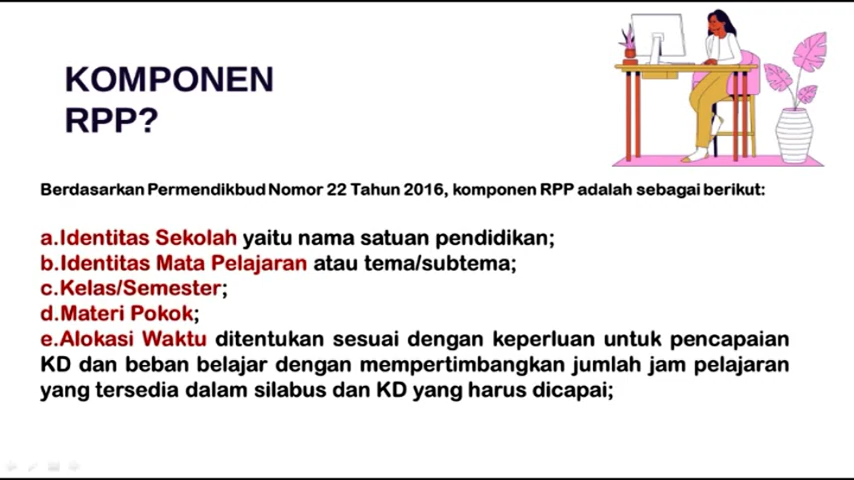 KOMPONEN
RPP?
Berdasarkan Permendikbud Nomor 22 Tahun 2016, komponen RPP adalah sebagai berikut:
a.Identitas Sekolah yaitu nama satuan pendidikan;
b.Identitas Mata Pelajaran atau tema/subtema;
c.Kelas/Semester;
d.Materi Pokok;
e.Alokasi Waktu ditentukan sesuai dengan keperluan untuk pencapaian
KD dan beban belajar dengan mempertimbangkan jumlah jam pelajaran
yang tersedia dalam silabus dan KD yang harus dicapai;